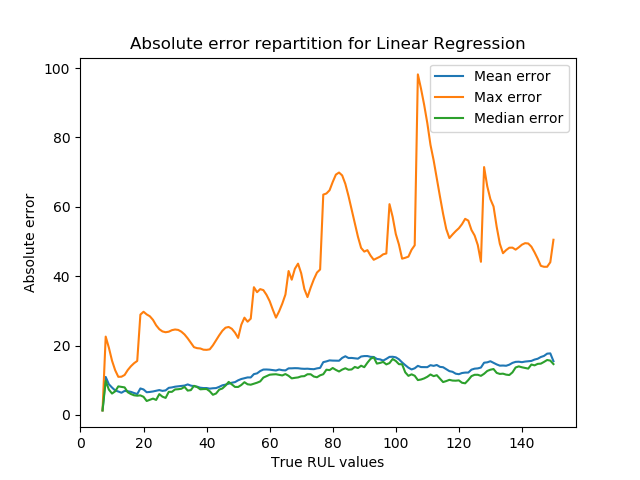 Absolute error repartition for Linear Regression
Mean error
Max error
Median error
Absolute error
100
80
60
40
20
0
0 20 40 60 80 100 120 140
True RUL values